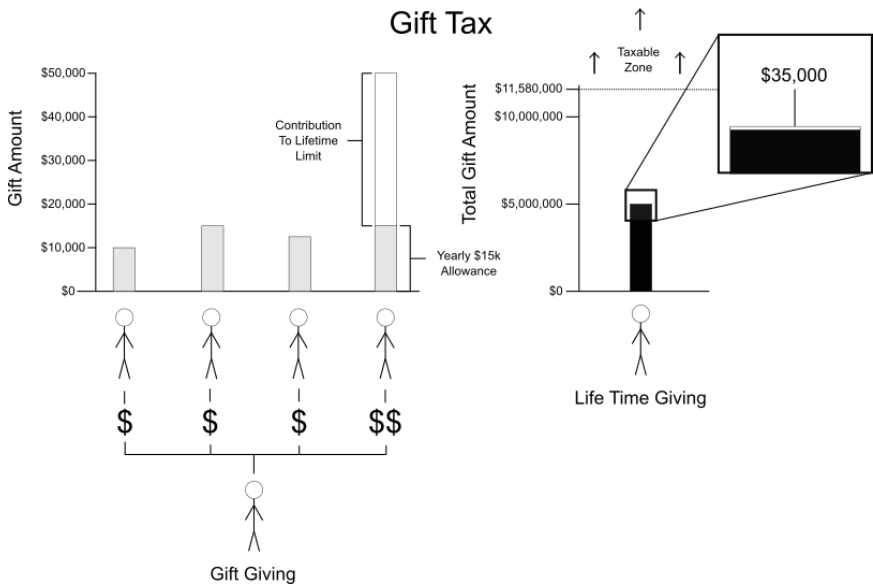 Gift Tax
Gift Amount
$50,000
$40,000
$30,000
$20,000
$10,000
$0
Contribution
To Lifetime
Limit
Yearly $15k
Allowance
$
$
$
$$
Gift Giving
Total Gift Amount
Taxable
Zone
$11,580,000
$10,000,000
$5,000,000
$0
$35,000
Life Time Giving